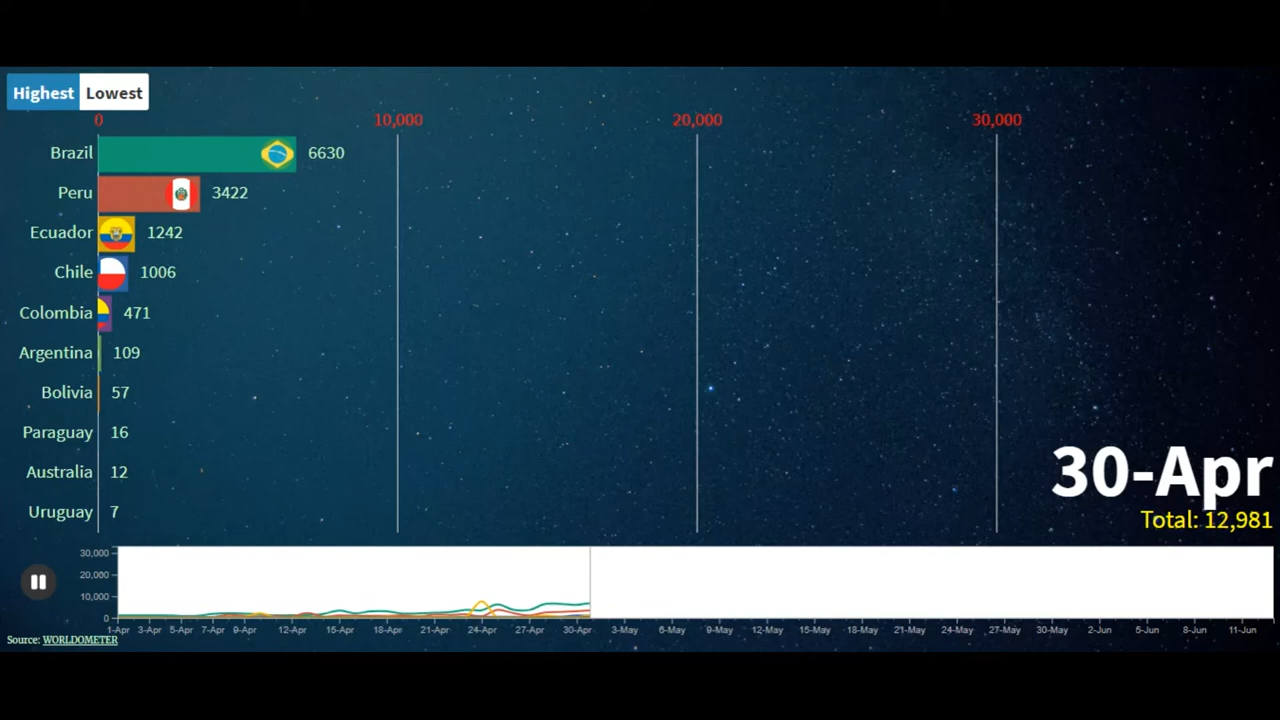 Highest Lowest
0 10,000 20,000 30,000
Brazil 6630
Peru 3422
Ecuador 1242
Chile 1006
Colombia 471
Argentina 109
Bolivia 57
Paraguay 16
Australia 12
Uruguay 7
30-Apr
Total: 12,981
30,000
20,000
10,000
0
1-Apr 3-Apr 5-Apr 7-Apr 9-Apr 12-Apr 15-Apr 18-Apr 21-Apr 24-Apr 27-Apr 30-Apr 3-May 6-May 9-May 12-May 15-May 18-May 21-May 24-May 27-May 30-May 2-Jun 5-Jun 8-Jun 11-Jun
Source: WORLDOMETER